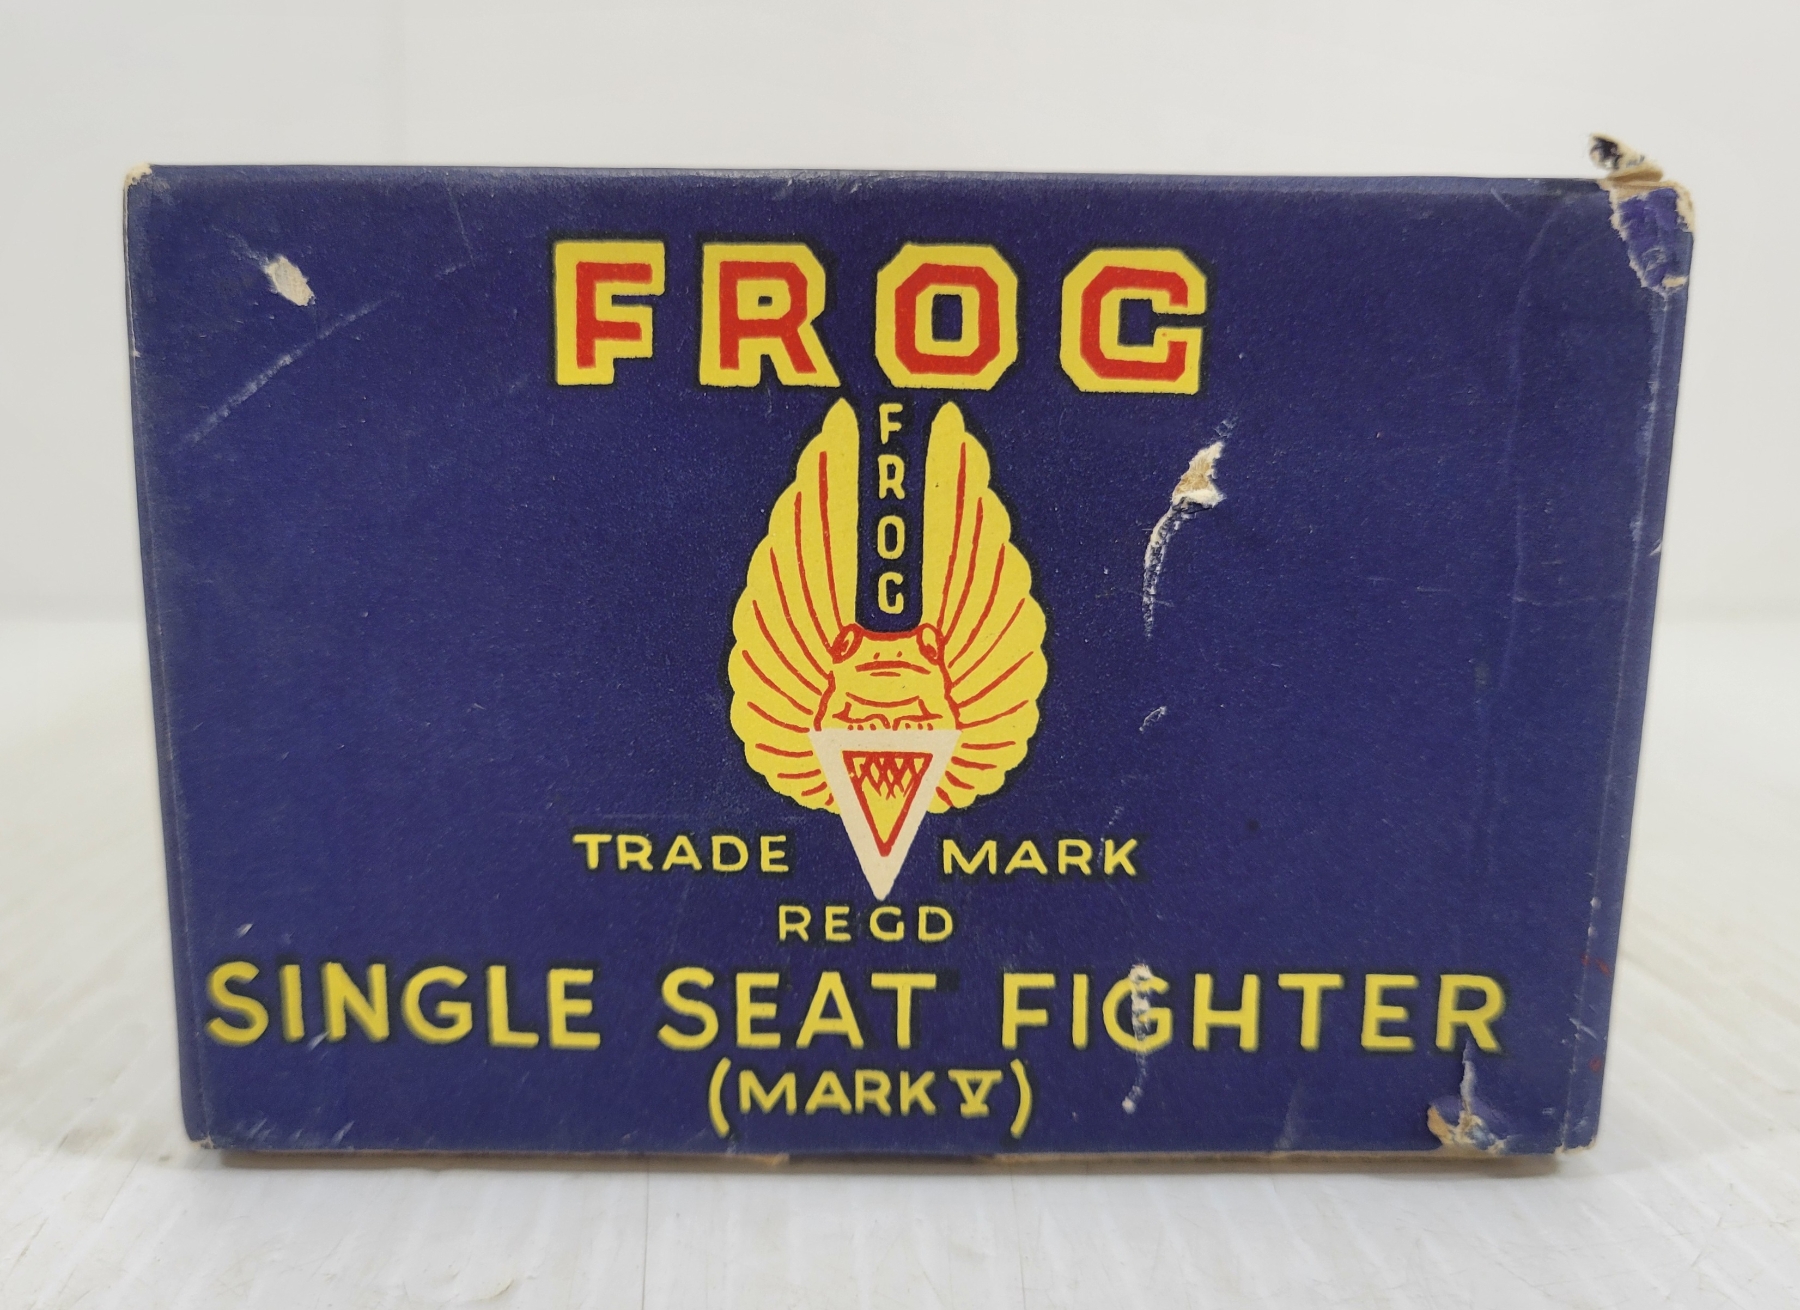 FROG
FROG
TRADE MARK
REGD
SINGLE SEAT FIGHTER
(MARK V)